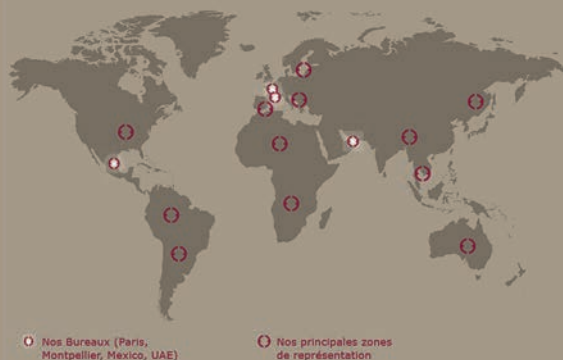 Nos Bureaux (Paris,
Montpellier, Mexico, UAE)
Nos principales zones
de représentation